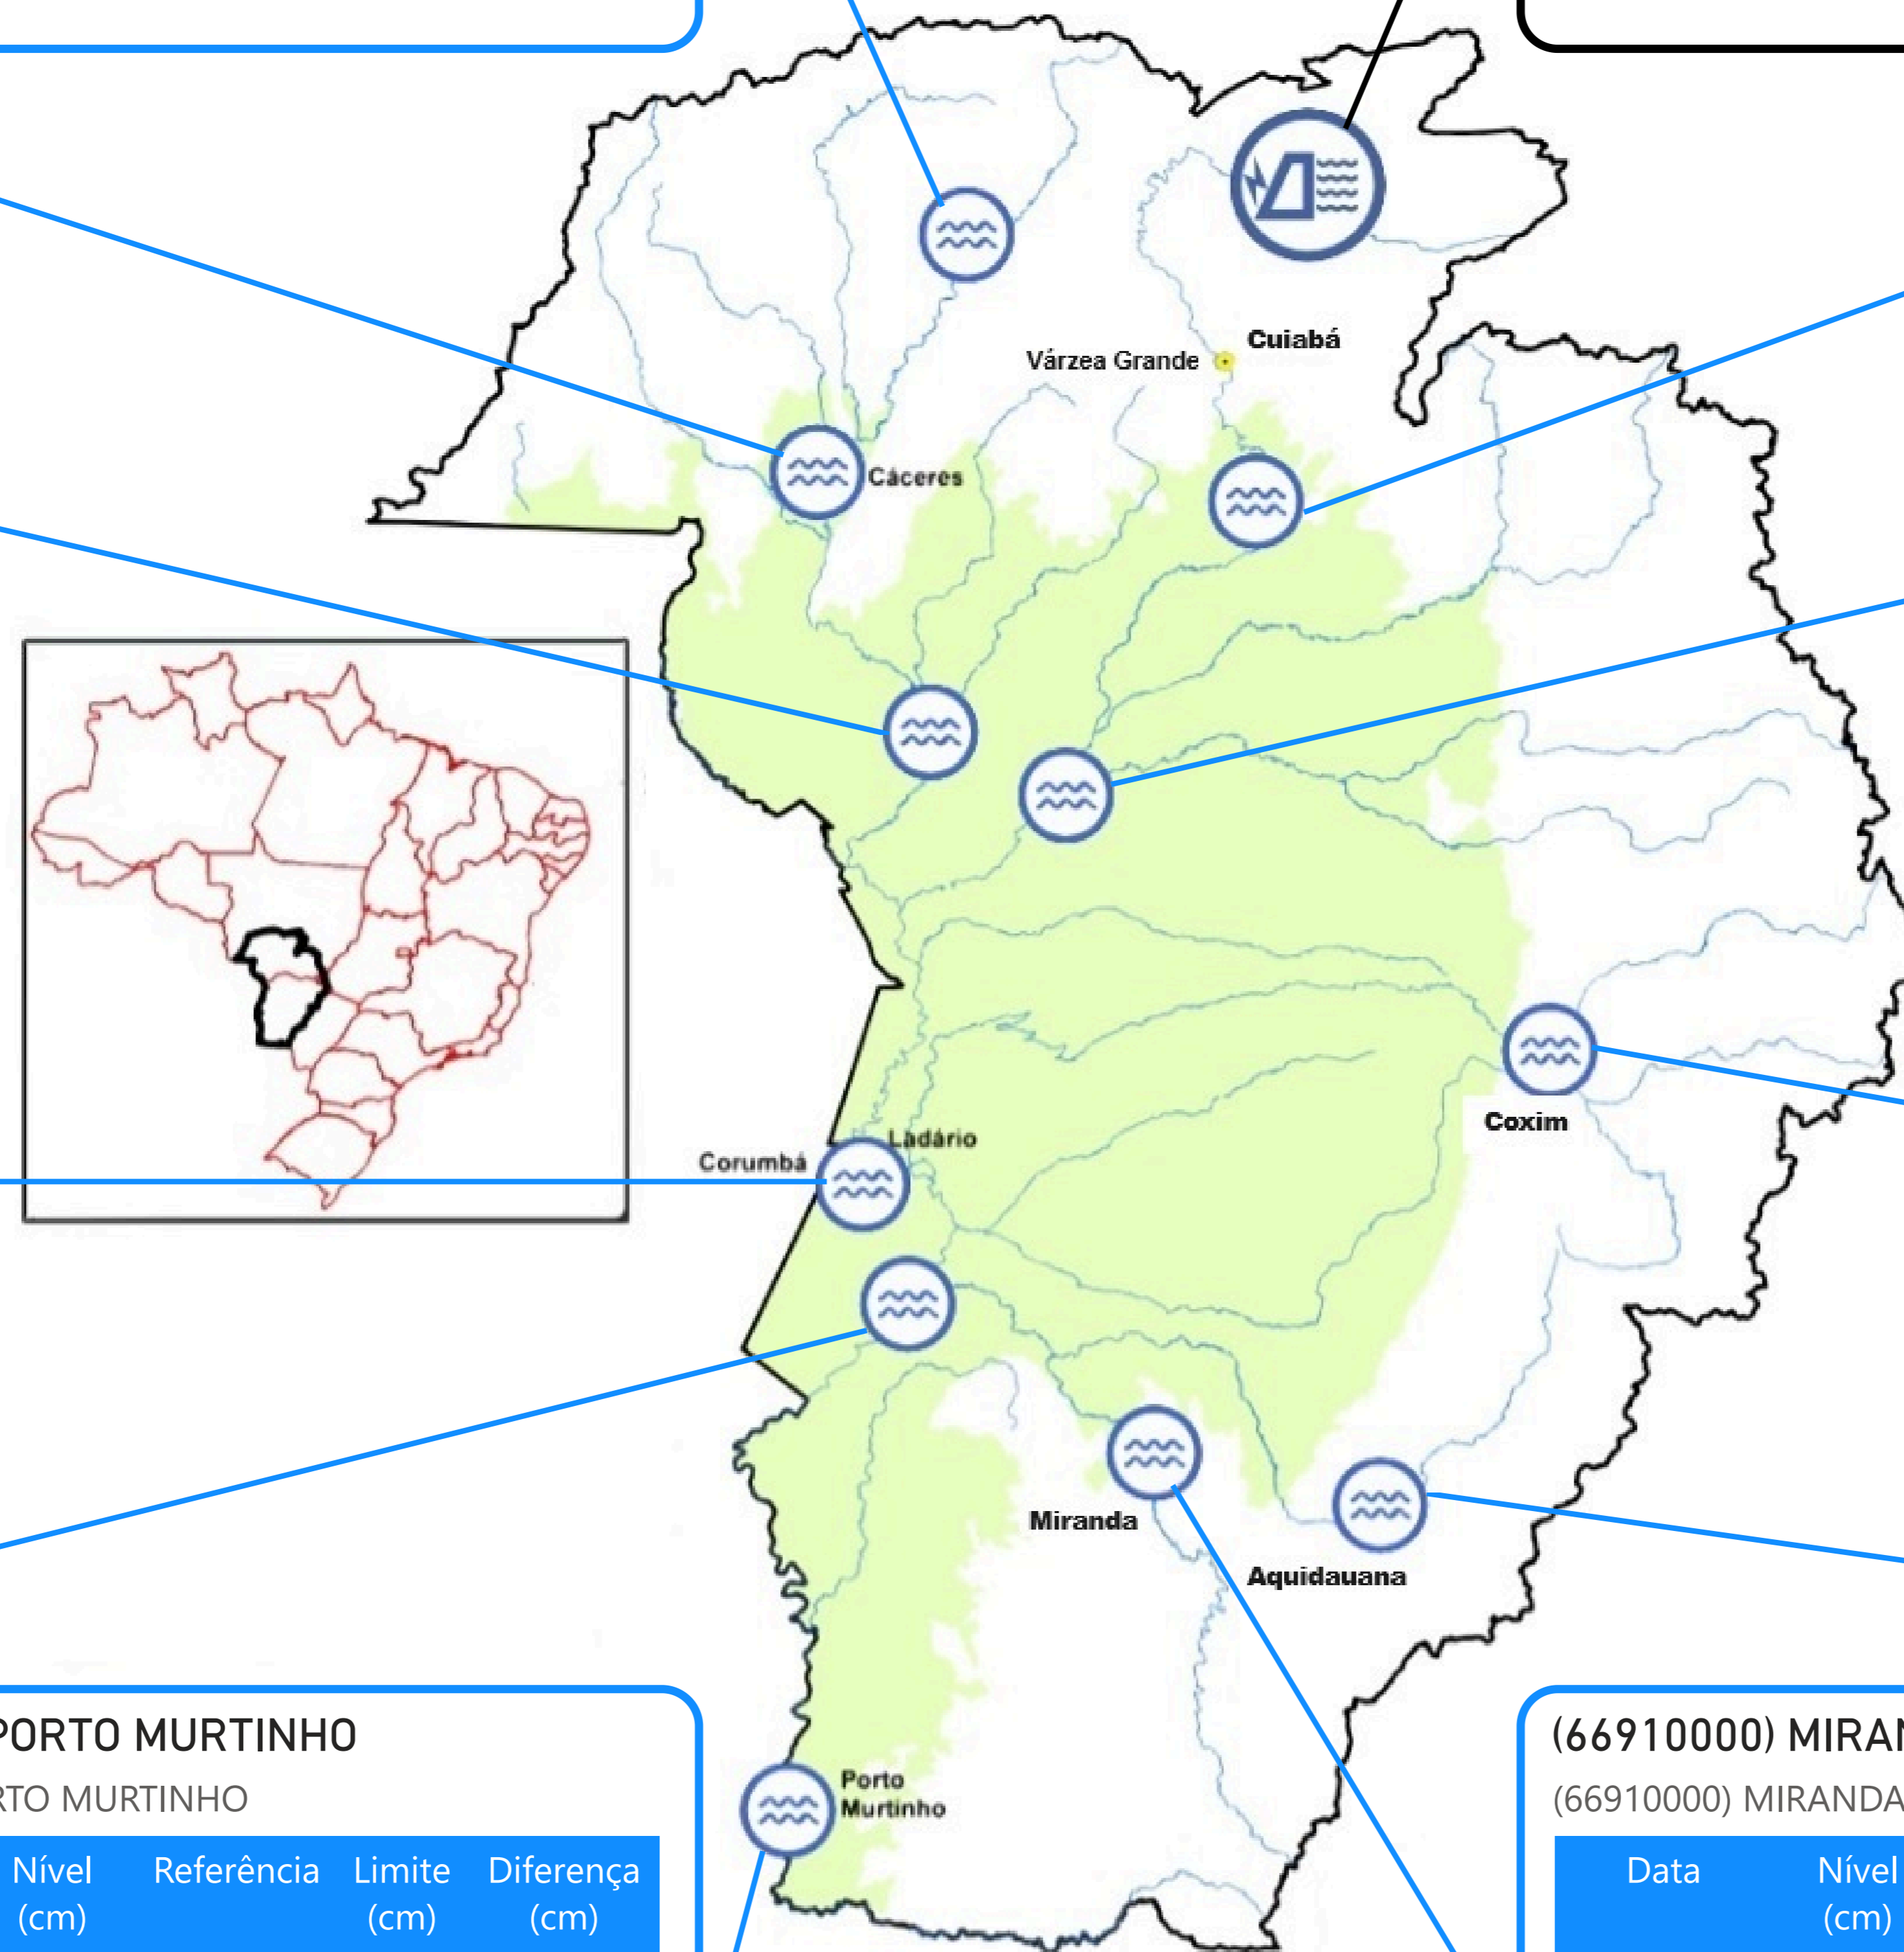 Cuiabá
Várzea Grande
Cáceres
Coxim
Ladário
Corumbá
Miranda
Aquidauana
Porto
Murtinho
PORTO MURTINHO
RTO MURTINHO
Nível Referência Limite Diferença
(cm) (cm) (cm)
(66910000) MIRAN
(66910000) MIRANDA
Data Nível
(cm)